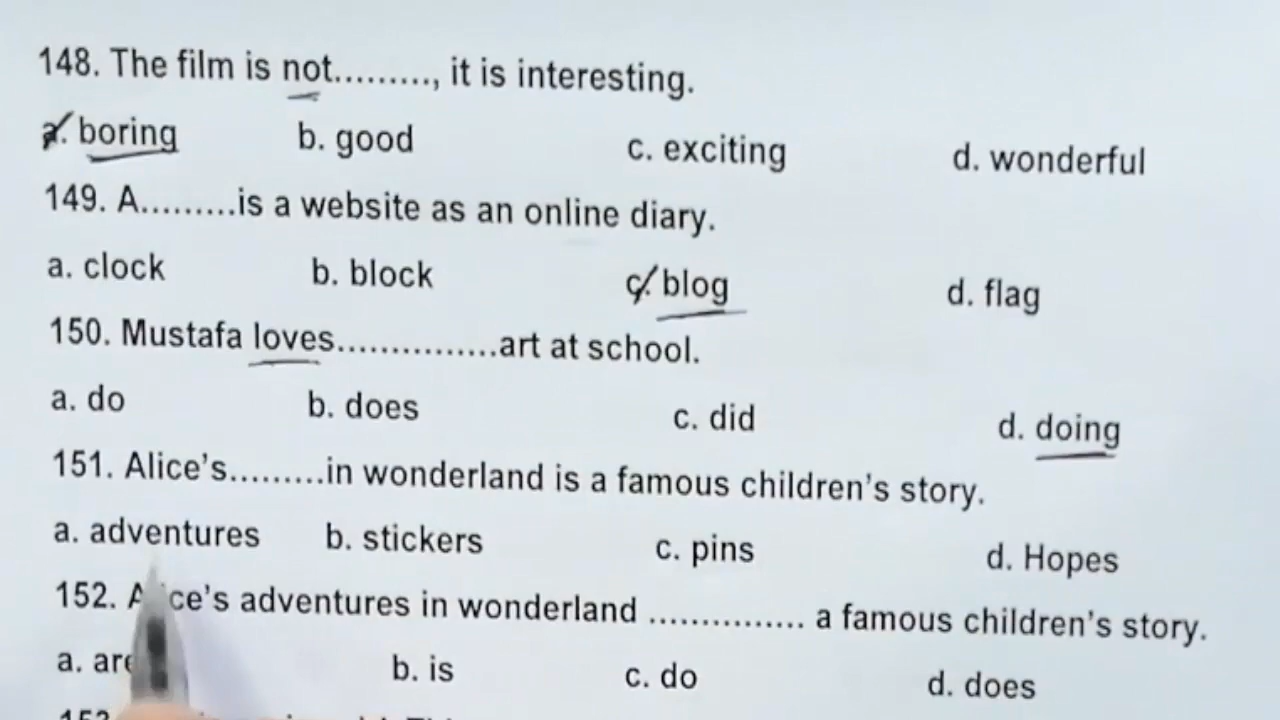 148. The film is not........., it is interesting.
a. boring b. good c. exciting d. wonderful
149. A.........is a website as an online diary.
a. clock b. block c. blog d. flag
150. Mustafa loves...............art at school.
a. do b. does c. did d. doing
151. Alice's.........in wonderland is a famous children's story.
a. adventures b. stickers c. pins d. Hopes
152. Alice's adventures in wonderland ............... a famous children's story.
a. are b. is c. do d. does